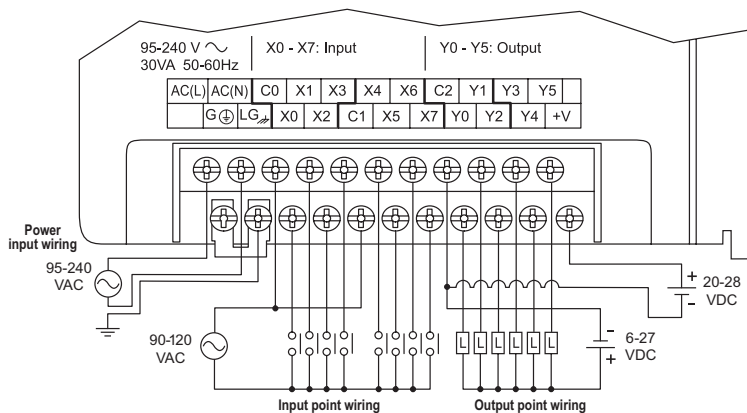 95-240 V
30VA 50-60Hz
X0 - X7: Input
Y0 - Y5: Output
AC(L) AC(N) C0 X1 X3 X4 X6 C2 Y1 Y3 Y5
G LG X0 X2 C1 X5 X7 Y0 Y2 Y4 +V
Power
input wiring
95-240
VAC
90-120
VAC
+
-
20-28
VDC
-
+
6-27
VDC
L L L L L L
Input point wiring
Output point wiring